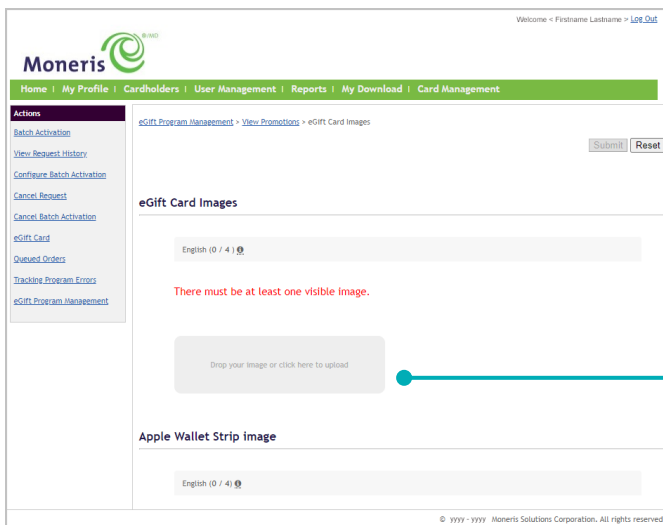 Welcome < Firstname Lastname > Log Out
Moneris ®/MD
Home | My Profile | Cardholders | User Management | Reports | My Download | Card Management
Actions
Batch Activation
View Request History
Configure Batch Activation
Cancel Request
Cancel Batch Activation
eGift Card
Queued Orders
Tracking Program Errors
eGift Program Management
eGift Program Management > View Promotions > eGift Card Images
Submit Reset
eGift Card Images
English (0 / 4 )
There must be at least one visible image.
Drop your image or click here to upload
Apple Wallet Strip image
English (0 / 4)
© yyyy - yyyy Moneris Solutions Corporation. All rights reserved